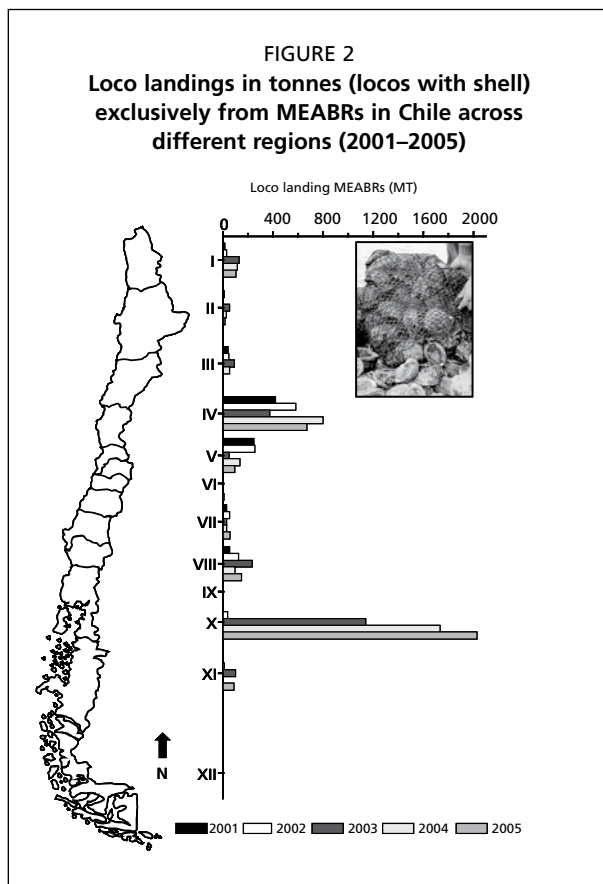 FIGURE 2
Loco landings in tonnes (locos with shell)
exclusively from MEABRs in Chile across
different regions (2001–2005)
Loco landing MEABRs (MT)
0 400 800 1200 1600 2000
I
II
III
IV
V
VI
VII
VIII
IX
X
XI
N
XII
2001 2002 2003 2004 2005